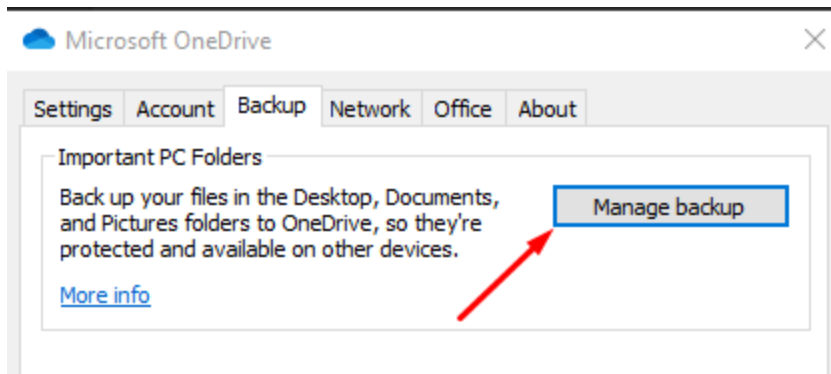 Microsoft OneDrive
Settings Account Backup Network Office About
Important PC Folders
Back up your files in the Desktop, Documents,
and Pictures folders to OneDrive, so they're
protected and available on other devices.
Manage backup
More info